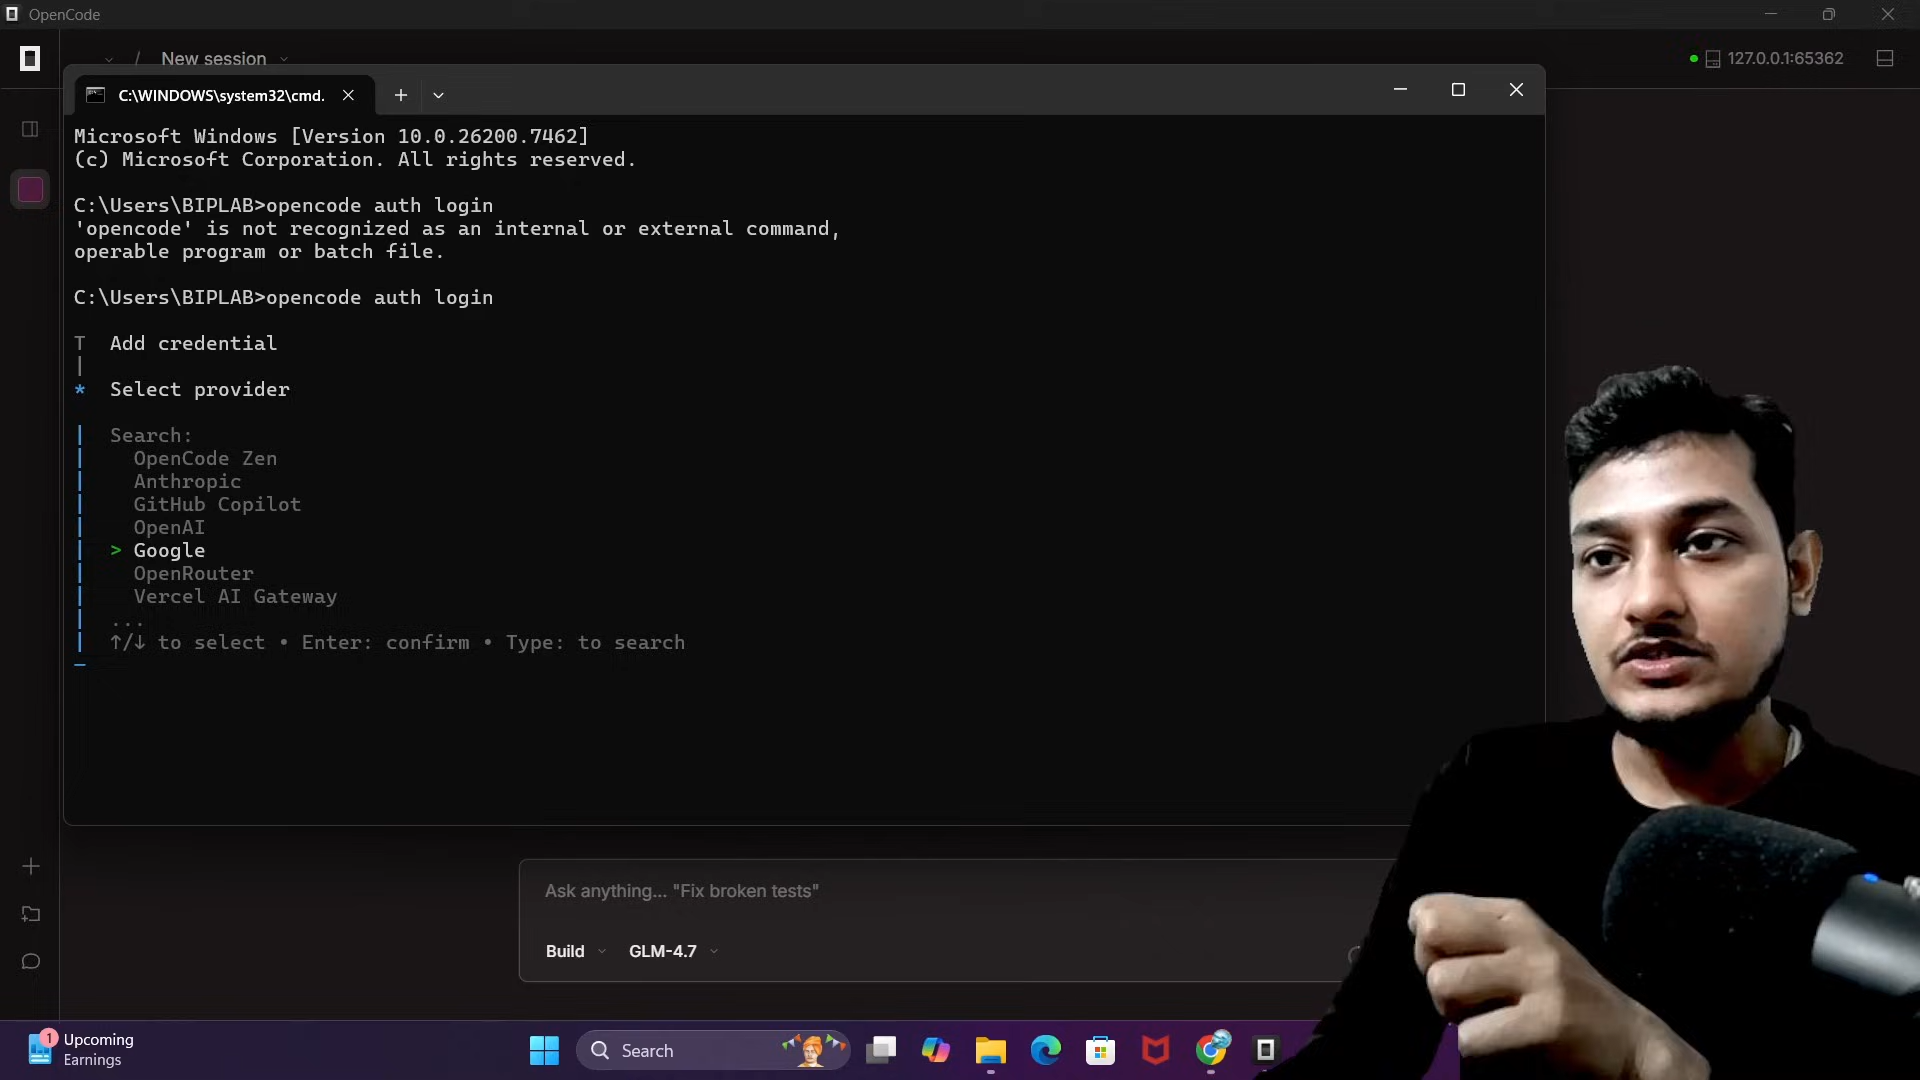 OpenCode
/ New session
127.0.0.1:65362
C:\WINDOWS\system32\cmd.
Microsoft Windows [Version 10.0.26200.7462]
(c) Microsoft Corporation. All rights reserved.
C:\Users\BIPLAB>opencode auth login
'opencode' is not recognized as an internal or external command,
operable program or batch file.
C:\Users\BIPLAB>opencode auth login
T Add credential
|
* Select provider
| Search:
| OpenCode Zen
| Anthropic
| GitHub Copilot
| OpenAI
| > Google
| OpenRouter
| Vercel AI Gateway
| ...
| ↑/↓ to select • Enter: confirm • Type: to search
Ask anything... "Fix broken tests"
Build
GLM-4.7
1
Upcoming
Earnings
Search